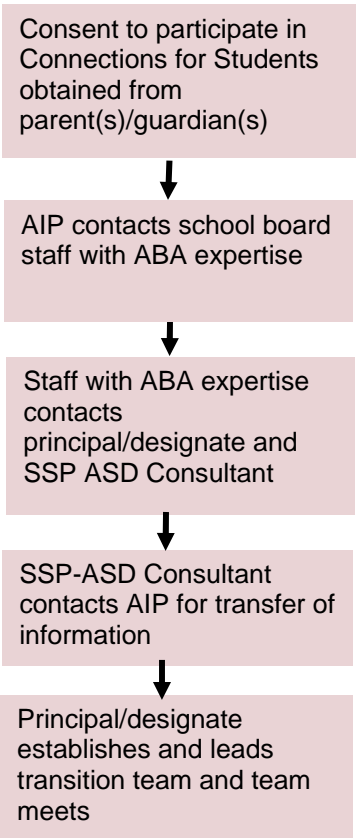 Consent to participate in
Connections for Students
obtained from
parent(s)/guardian(s)
AIP contacts school board
staff with ABA expertise
Staff with ABA expertise
contacts
principal/designate and
SSP ASD Consultant
SSP-ASD Consultant
contacts AIP for transfer of
information
Principal/designate
establishes and leads
transition team and team
meets